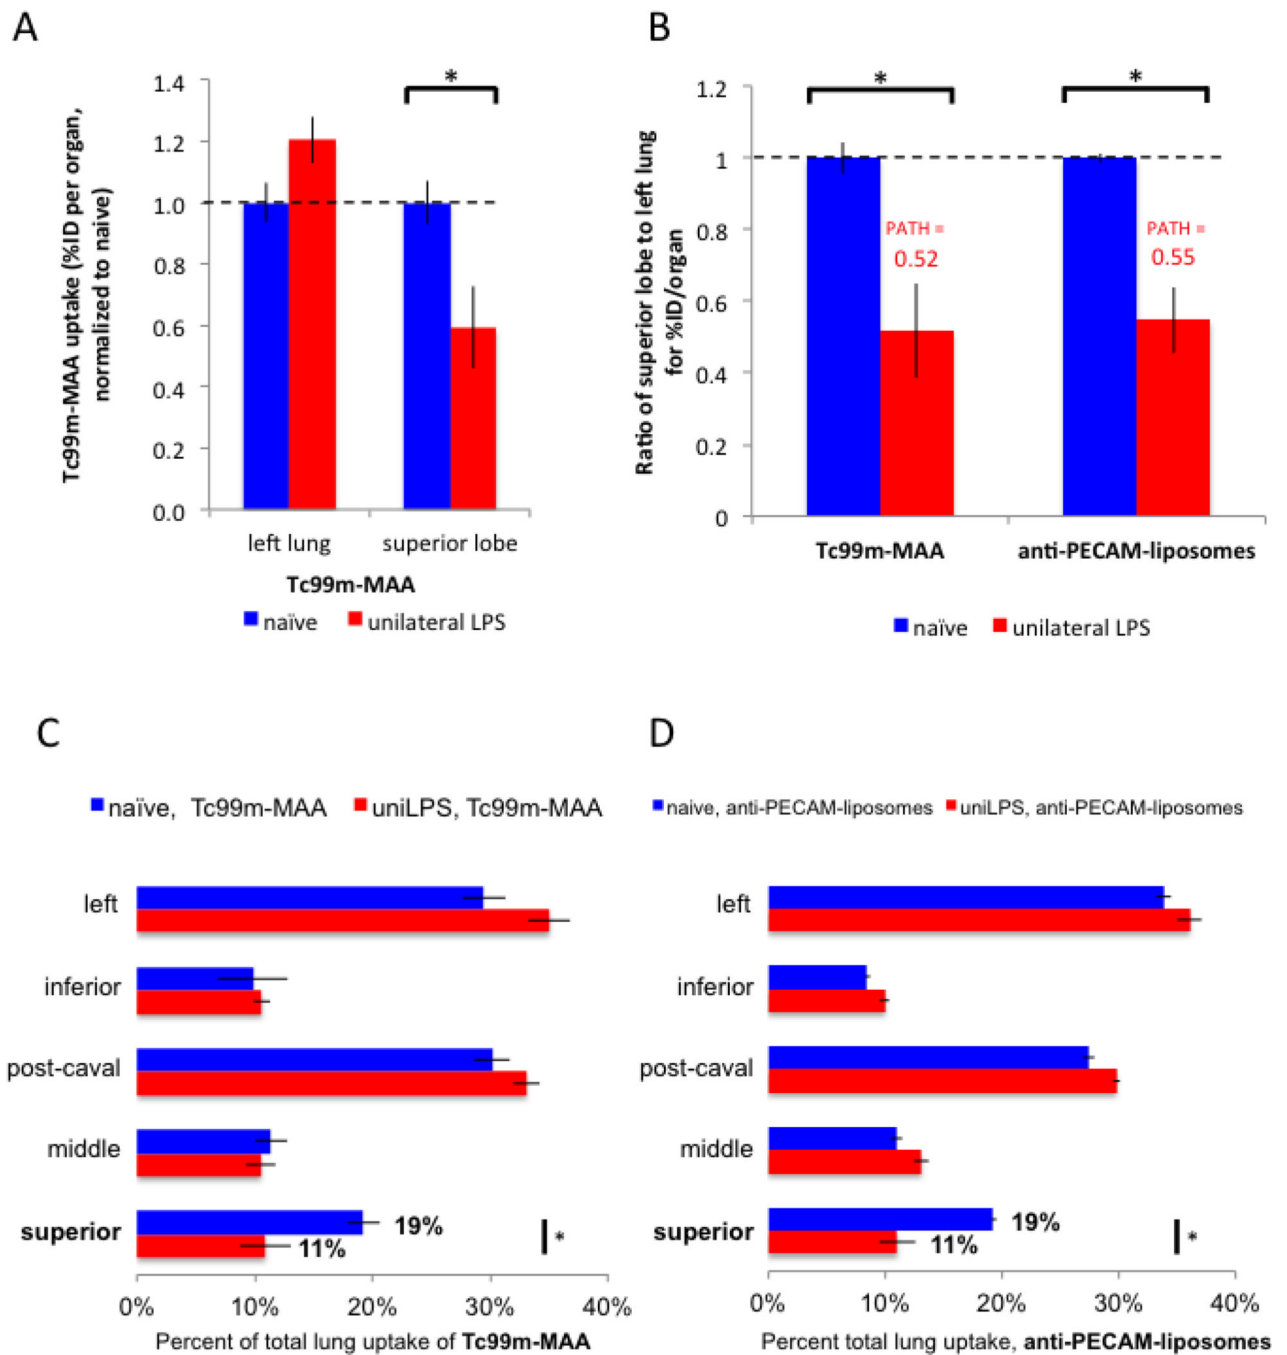 A
Tc99m-MAA uptake (%ID per organ,
normalized to naive)
1.4
1.2
1.0
0.8
0.6
0.4
0.2
0.0
*
left lung
superior lobe
Tc99m-MAA
naïve
unilateral LPS
B
Ratio of superior lobe to left lung
for %ID/organ
1.2
1
0.8
0.6
0.4
0.2
0
*
*
PATH =
0.52
PATH =
0.55
Tc99m-MAA
anti-PECAM-liposomes
naïve
unilateral LPS
C
naïve, Tc99m-MAA
uniLPS, Tc99m-MAA
left
inferior
post-caval
middle
superior
19%
11%
*
0%
10%
20%
30%
40%
Percent of total lung uptake of Tc99m-MAA
D
naive, anti-PECAM-liposomes
uniLPS, anti-PECAM-liposomes
left
inferior
post-caval
middle
superior
19%
11%
*
0%
10%
20%
30%
40%
Percent total lung uptake, anti-PECAM-liposomes